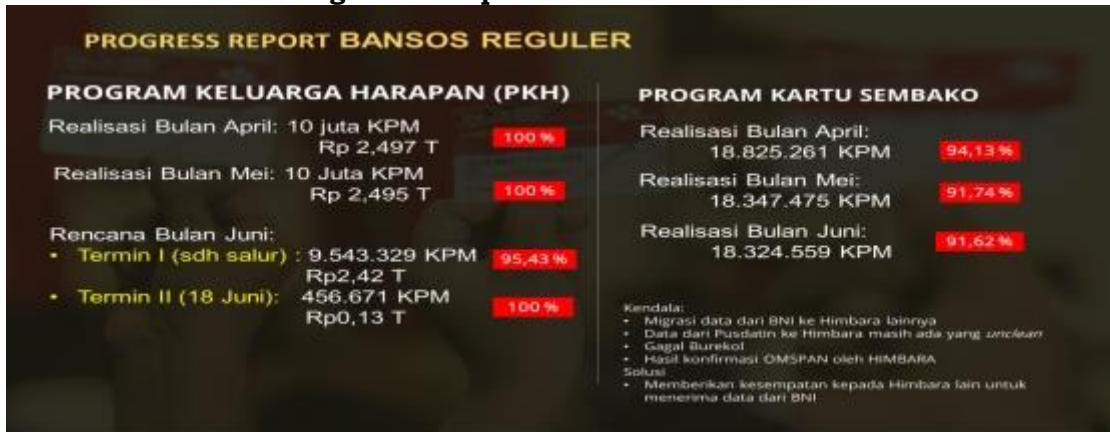 PROGRESS REPORT BANSOS REGULER
PROGRAM KELUARGA HARAPAN (PKH)
Realisasi Bulan April: 10 juta KPM
Rp 2,497 T
100 %
Realisasi Bulan Mei: 10 Juta KPM
Rp 2,495 T
100 %
Rencana Bulan Juni:
• Termin I (sdh salur) : 9.543.329 KPM
Rp2,42 T
95,43 %
• Termin II (18 Juni): 456.671 KPM
Rp0,13 T
100 %
PROGRAM KARTU SEMBAKO
Realisasi Bulan April:
18.825.261 KPM
94,13 %
Realisasi Bulan Mei:
18.347.475 KPM
91,74 %
Realisasi Bulan Juni:
18.324.559 KPM
91,62 %
Kendala:
• Migrasi data dari BNI ke Himbara lainnya
• Data dari Pusdatin ke Himbara masih ada yang unclean
• Gagal Burekol
• Hasil konfirmasi OMSPAN oleh HIMBARA
Solusi
• Memberikan kesempatan kepada Himbara lain untuk
menerima data dari BNI